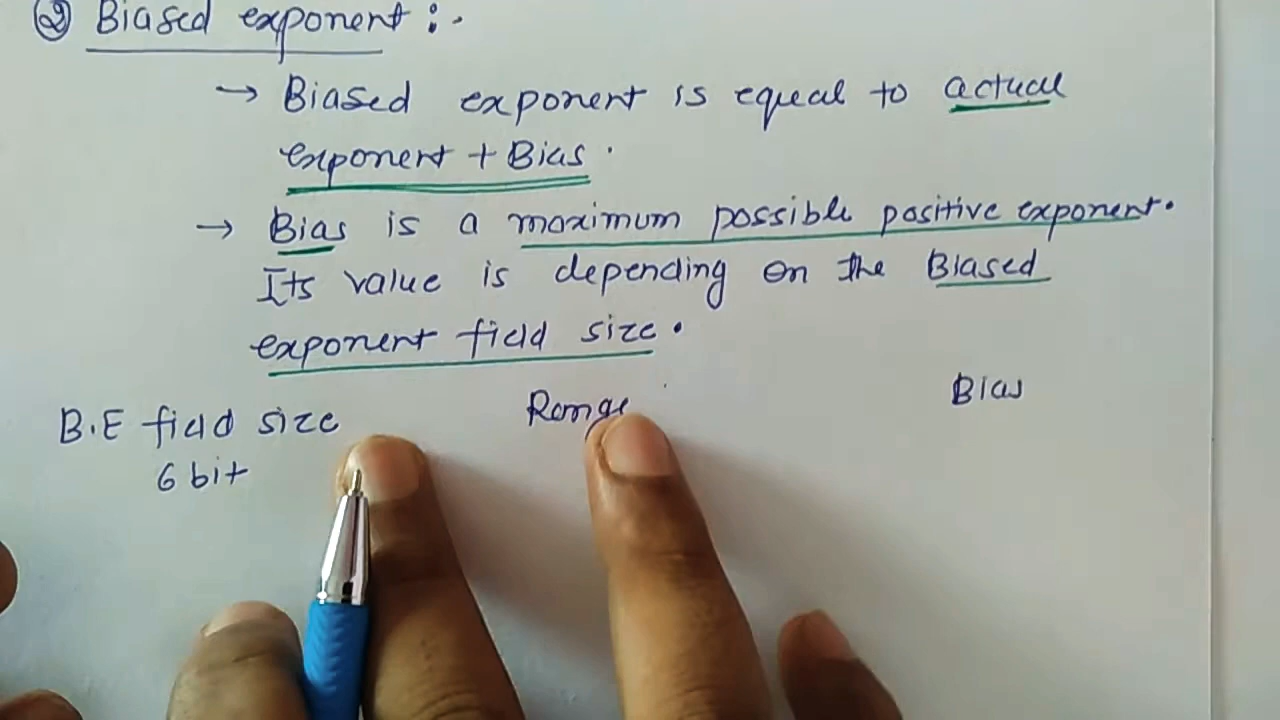 ② Biased exponent :-
→ Biased exponent is equal to actual
exponent + Bias.
→ Bias is a maximum possible positive exponent.
Its value is depending on the Biased
exponent field size.
B.E field size Range Bias
6 bit